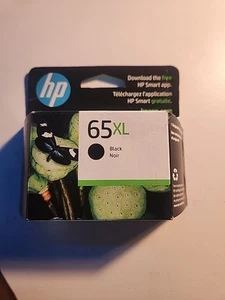 hp
Download the free
HP Smart app.
Téléchargez l'application
HP Smart gratuite.
65XL
Black
Noir